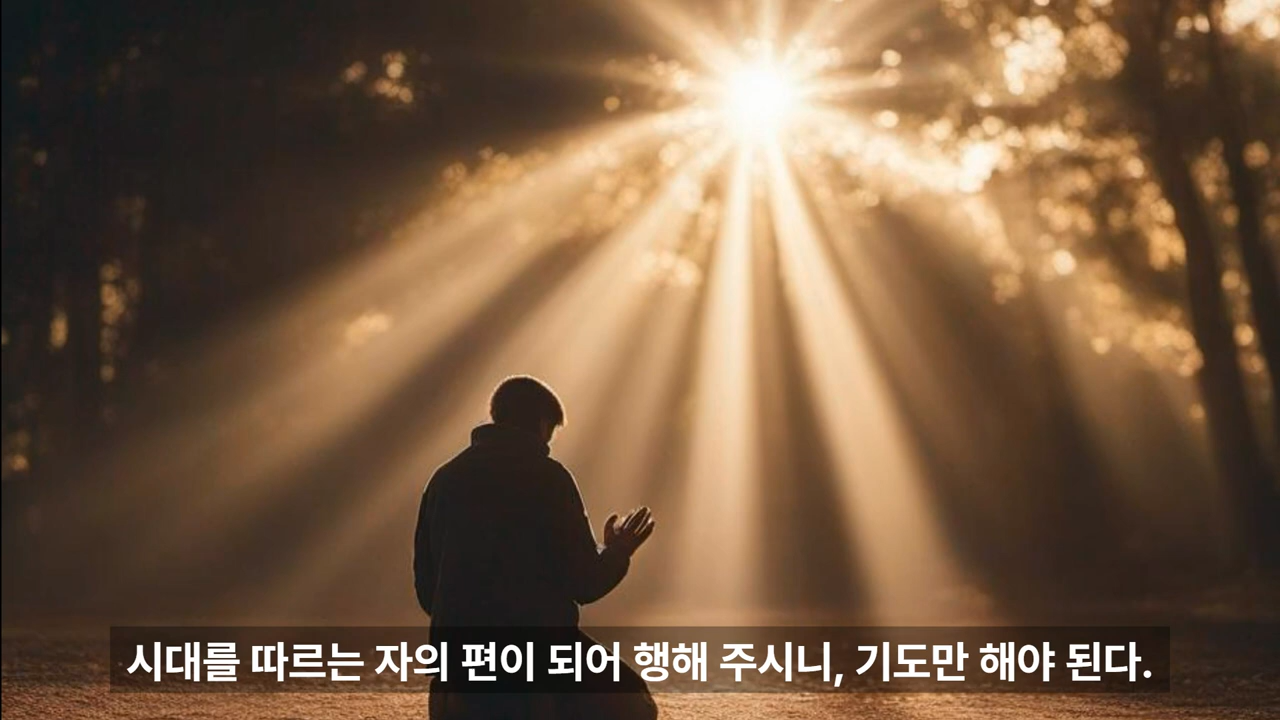 시대를 따르는 자의 편이 되어 행해 주시니, 기도만 해야 된다.